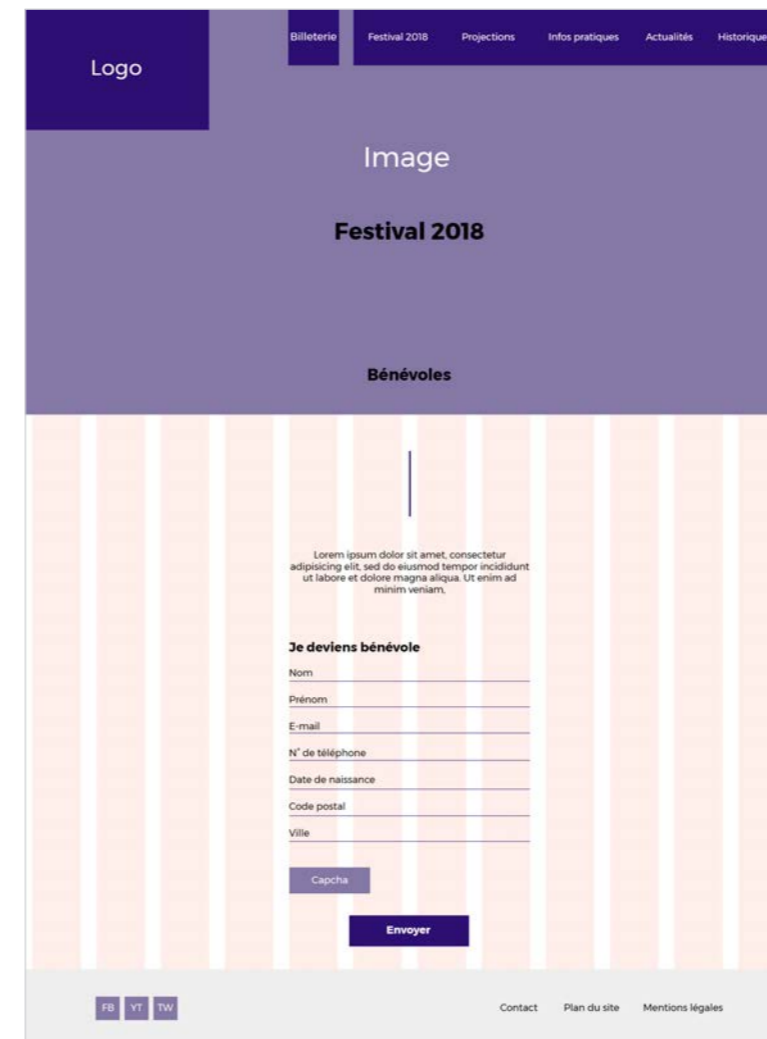 Logo
Billeterie
Festival 2018
Projections
Infos pratiques
Actualités
Historique
Image
Festival 2018
Bénévoles
Lorem ipsum dolor sit amet, consectetur
adipisicing elit, sed do eiusmod tempor incididunt
ut labore et dolore magna aliqua. Ut enim ad
minim veniam,
Je deviens bénévole
Nom
Prénom
E-mail
N° de téléphone
Date de naissance
Code postal
Ville
Capcha
Envoyer
FB YT TW
Contact
Plan du site
Mentions légales